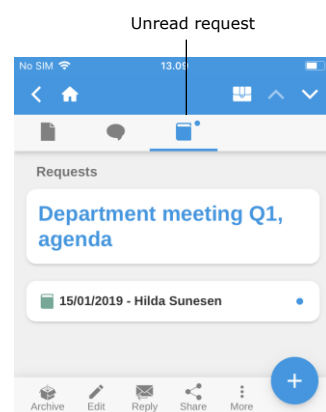 Unread request
No SIM 13.09
Requests
Department meeting Q1,
agenda
15/01/2019 - Hilda Sunesen
Archive Edit Reply Share More